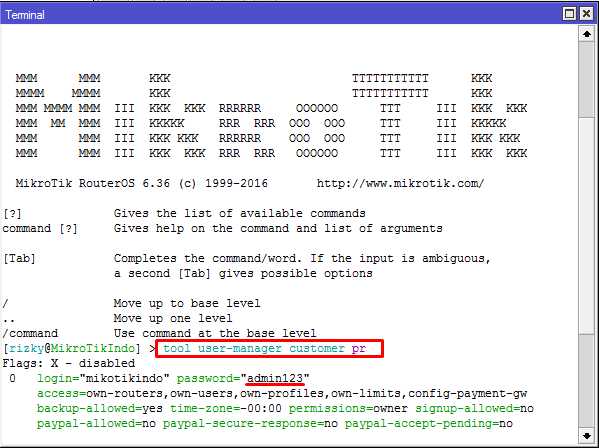 Terminal
MMM      MMM       KKK                          TTTTTTTTTTT      KKK
MMMM    MMMM       KKK                          TTTTTTTTTTT      KKK
MMM MMMM MMM  III  KKK  KKK  RRRRRR     OOOOOO      TTT     III  KKK  KKK
MMM  MM  MMM  III  KKKKK     RRR  RRR  OOO  OOO     TTT     III  KKKKK
MMM      MMM  III  KKK KKK   RRRRRR    OOO  OOO     TTT     III  KKK KKK
MMM      MMM  III  KKK  KKK  RRR  RRR   OOOOOO      TTT     III  KKK  KKK
MikroTik RouterOS 6.36 (c) 1999-2016       http://www.mikrotik.com/
[?]             Gives the list of available commands
command [?]     Gives help on the command and list of arguments
[Tab]           Completes the command/word. If the input is ambiguous,
a second [Tab] gives possible options
/               Move up to base level
..              Move up one level
/command        Use command at the base level
[rizky@MikroTikIndo] > tool user-manager customer pr
Flags: X - disabled
0   login="mikotikindo" password="admin123"
access=own-routers,own-users,own-profiles,own-limits,config-payment-gw
backup-allowed=yes time-zone=-00:00 permissions=owner signup-allowed=no
paypal-allowed=no paypal-secure-response=no paypal-accept-pending=no